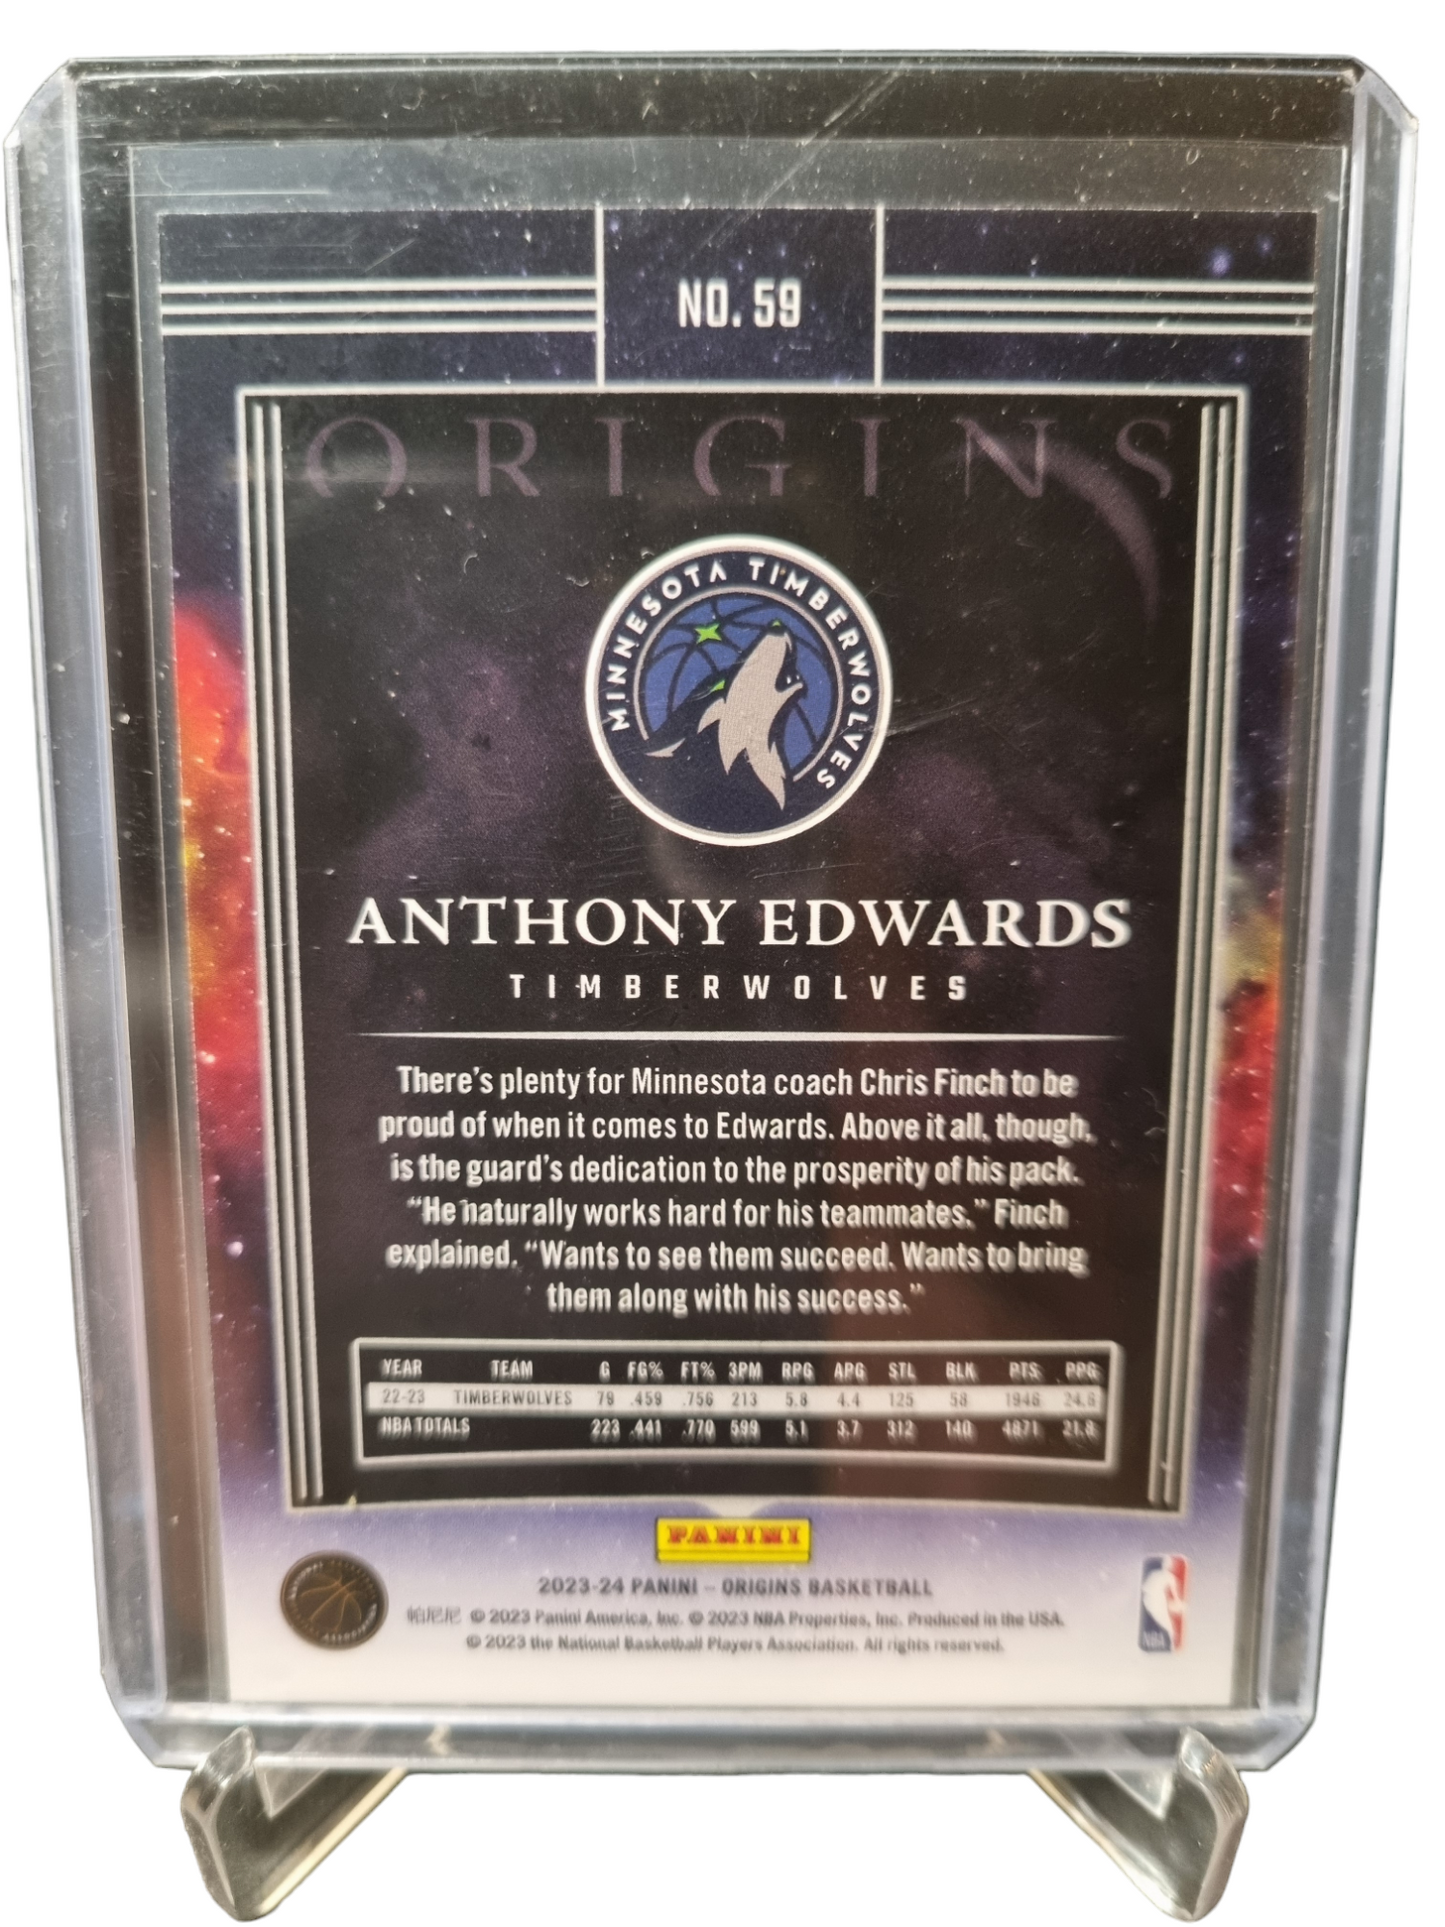 NO. 59
ORIGINS
MINNESOTA TIMBERWOLVES
ANTHONY EDWARDS
TIMBERWOLVES
There's plenty for Minnesota coach Chris Finch to be
proud of when it comes to Edwards. Above it all, though,
is the guard's dedication to the prosperity of his pack.
"He naturally works hard for his teammates." Finch
explained. "Wants to see them succeed. Wants to bring
them along with his success."
YEAR TEAM G FG% FT% 3PM RPG APG STL BLK PTS PPG
22-23 TIMBERWOLVES 79 .459 .756 213 5.8 4.4 125 58 1946 24.6
NBA TOTALS 223 .441 .770 599 5.1 3.7 312 140 4871 21.8
PANINI
2023-24 PANINI – ORIGINS BASKETBALL
帕尼尼 © 2023 Panini America, Inc. © 2023 NBA Properties, Inc. Produced in the USA.
© 2023 the National Basketball Players Association. All rights reserved.
NBA